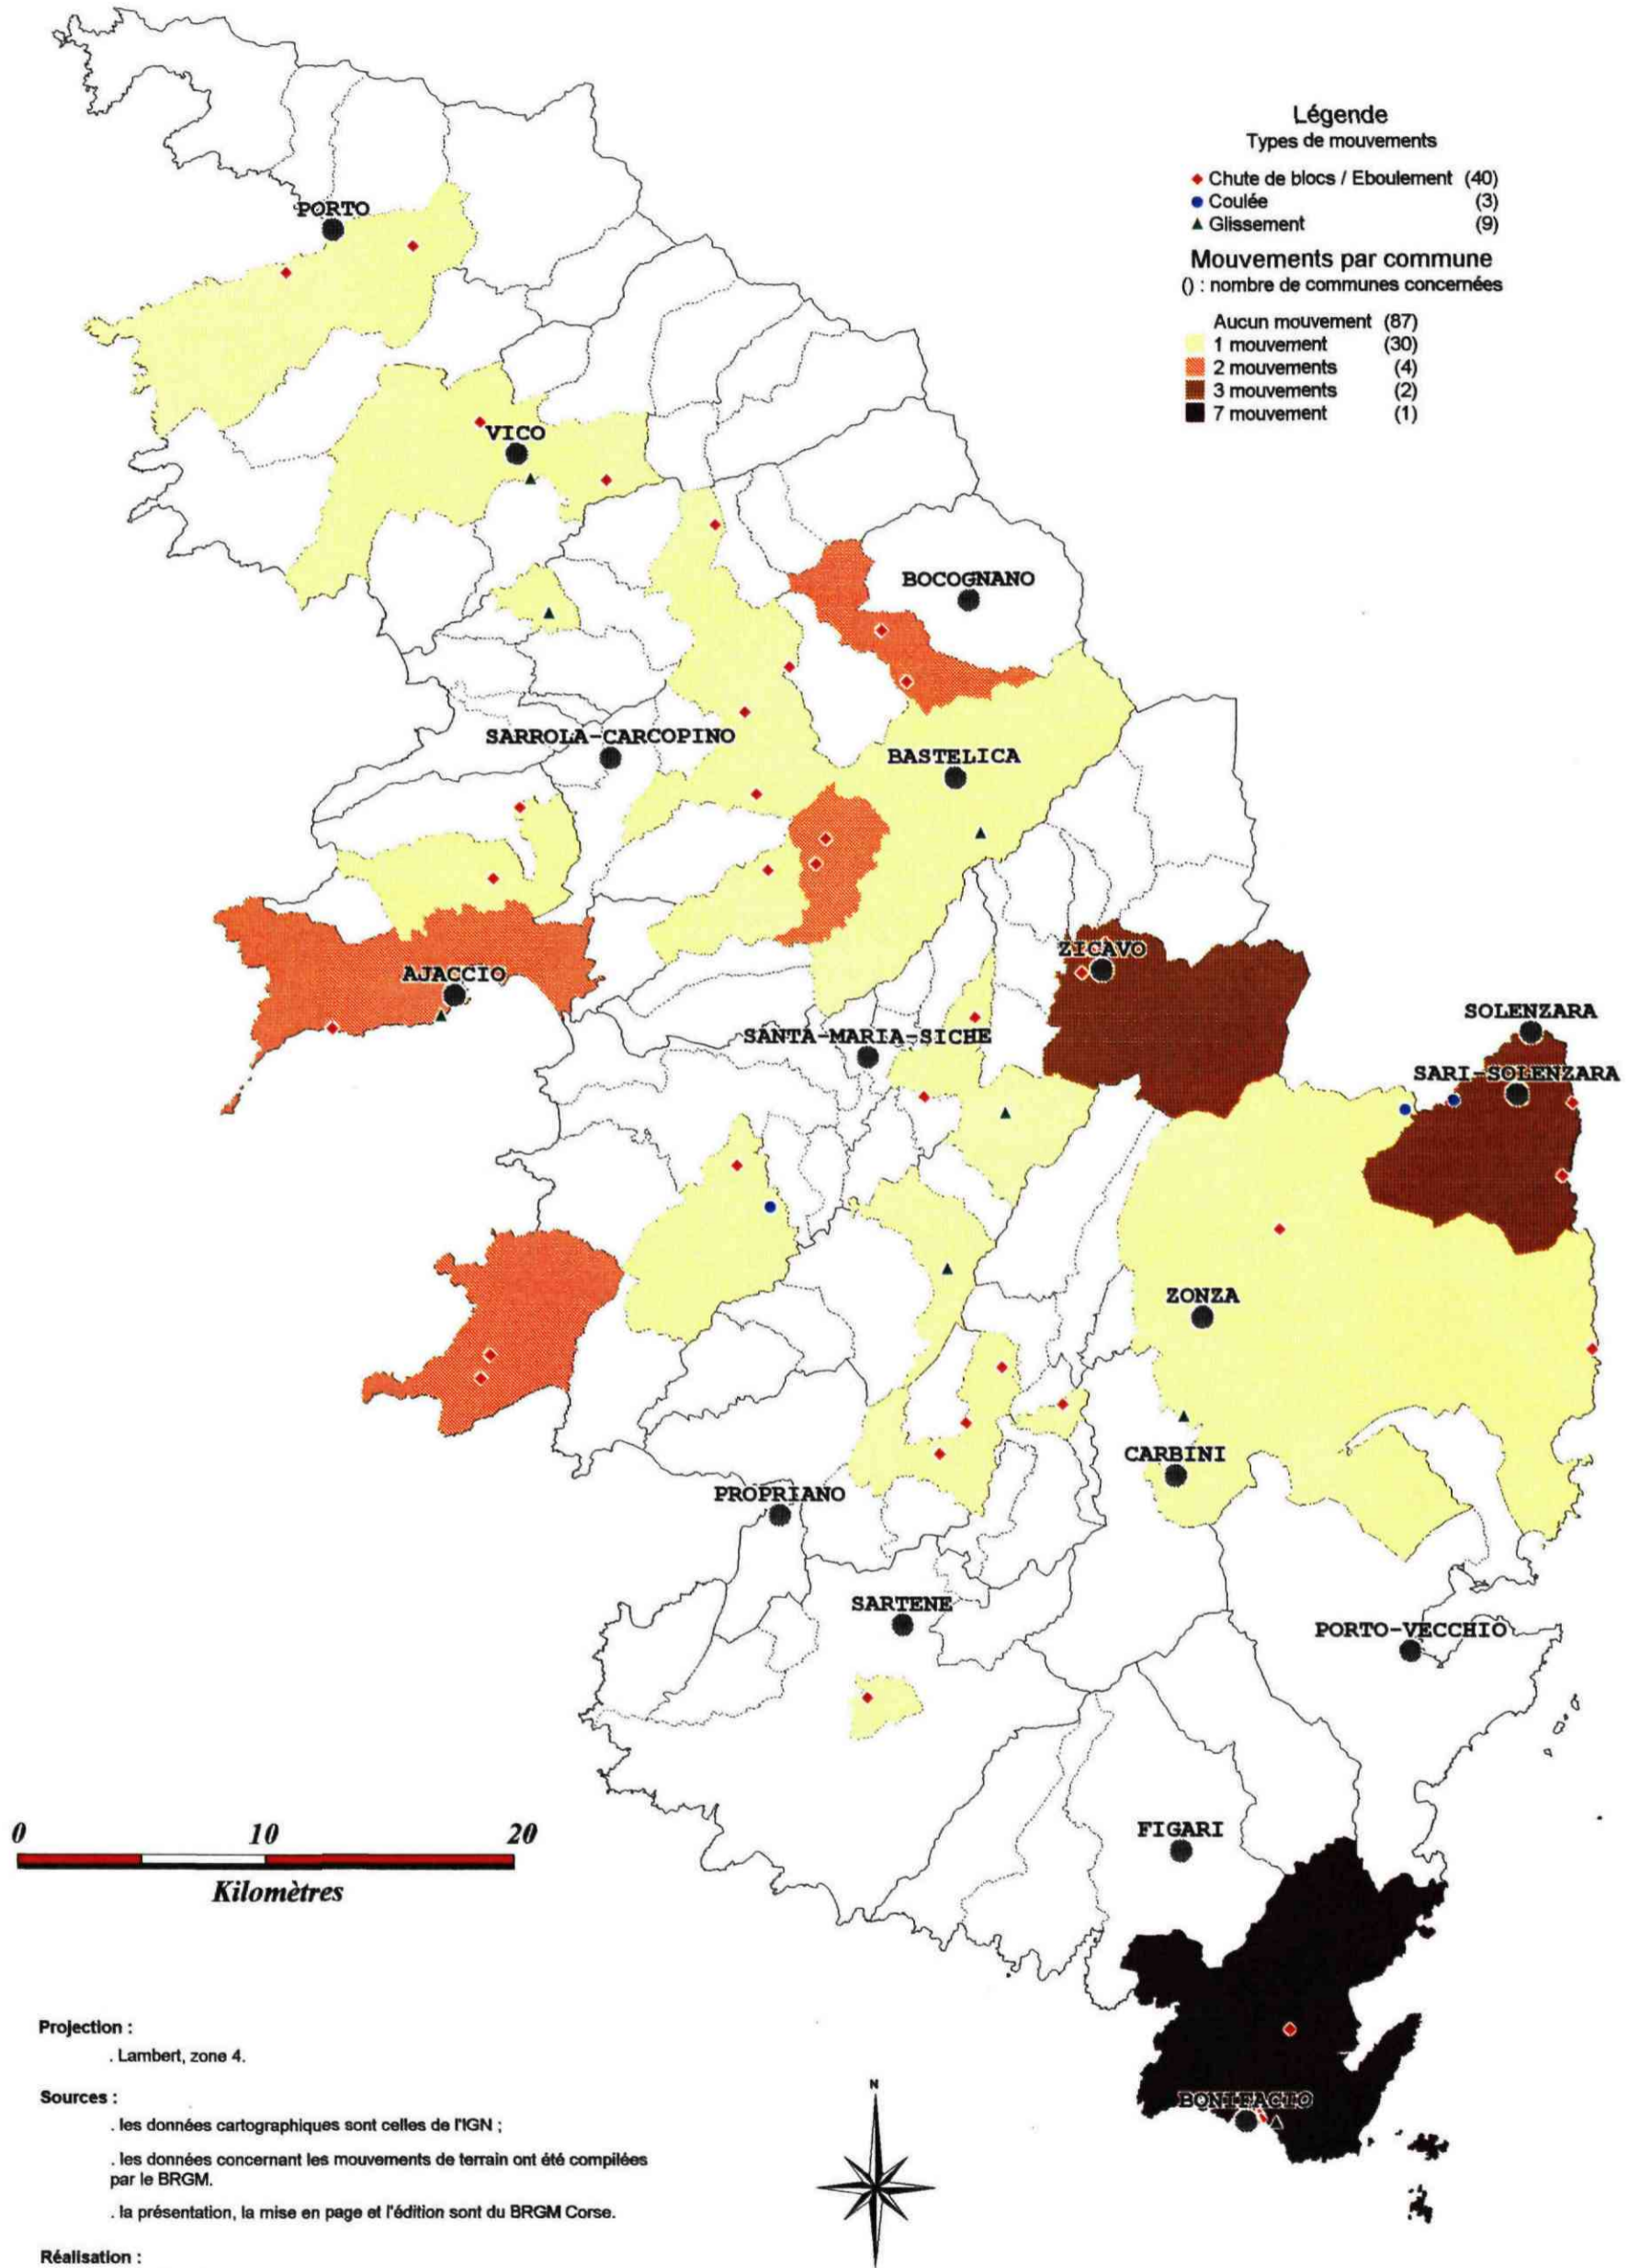 Légende
Types de mouvements
Chute de blocs / Eboulement (40)
Coulée (3)
Glissement (9)
Mouvements par commune
() : nombre de communes concernées
Aucun mouvement (87)
1 mouvement (30)
2 mouvements (4)
3 mouvements (2)
7 mouvement (1)
PORTO
VICO
BOCOGNANO
SARROLA-CARCOPINO
BASTELICA
ZICAVO
AJACCIO
SOLENZARA
SANTA-MARIA-SICHE
SARI-SOLENZARA
ZONZA
CARBINI
PROPRIANO
SARTENE
PORTO-VECCHIO
FIGARI
0 10 20
Kilomètres
BONIFACIO
N
Projection :
. Lambert, zone 4.
Sources :
. les données cartographiques sont celles de l'IGN ;
. les données concernant les mouvements de terrain ont été compilées
par le BRGM.
. la présentation, la mise en page et l'édition sont du BRGM Corse.
Réalisation :